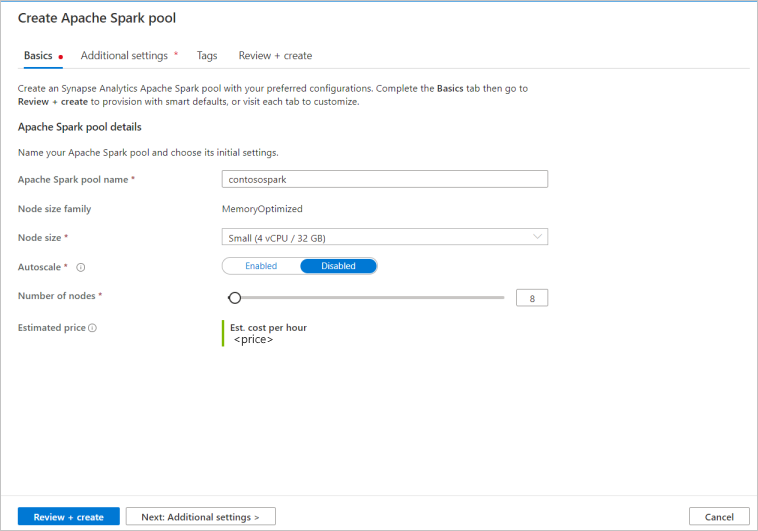 Create Apache Spark pool
Basics
Additional settings *
Tags
Review + create
Create an Synapse Analytics Apache Spark pool with your preferred configurations. Complete the Basics tab then go to
Review + create to provision with smart defaults, or visit each tab to customize.
Apache Spark pool details
Name your Apache Spark pool and choose its initial settings.
Apache Spark pool name *
contosospark
Node size family
MemoryOptimized
Node size *
Small (4 vCPU / 32 GB)
Autoscale *
Enabled
Disabled
Number of nodes *
8
Estimated price
Est. cost per hour
<price>
Review + create
Next: Additional settings >
Cancel